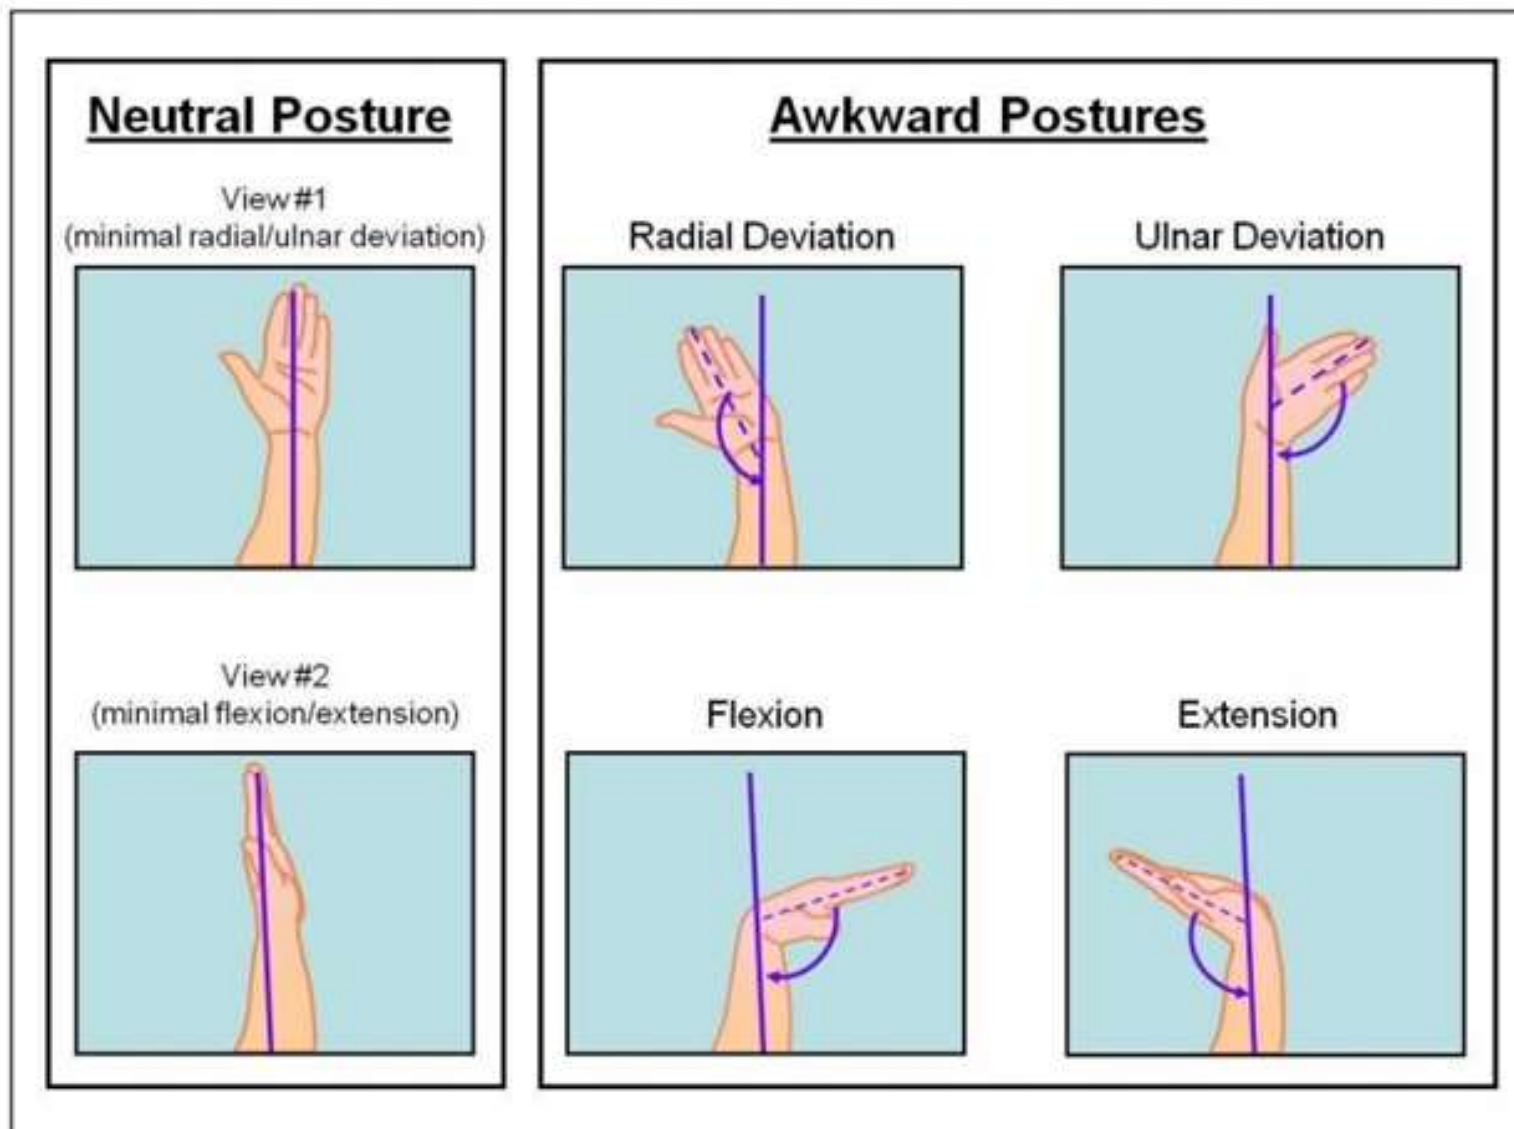 Neutral Posture
View #1
(minimal radial/ulnar deviation)
View #2
(minimal flexion/extension)
Awkward Postures
Radial Deviation
Ulnar Deviation
Flexion
Extension